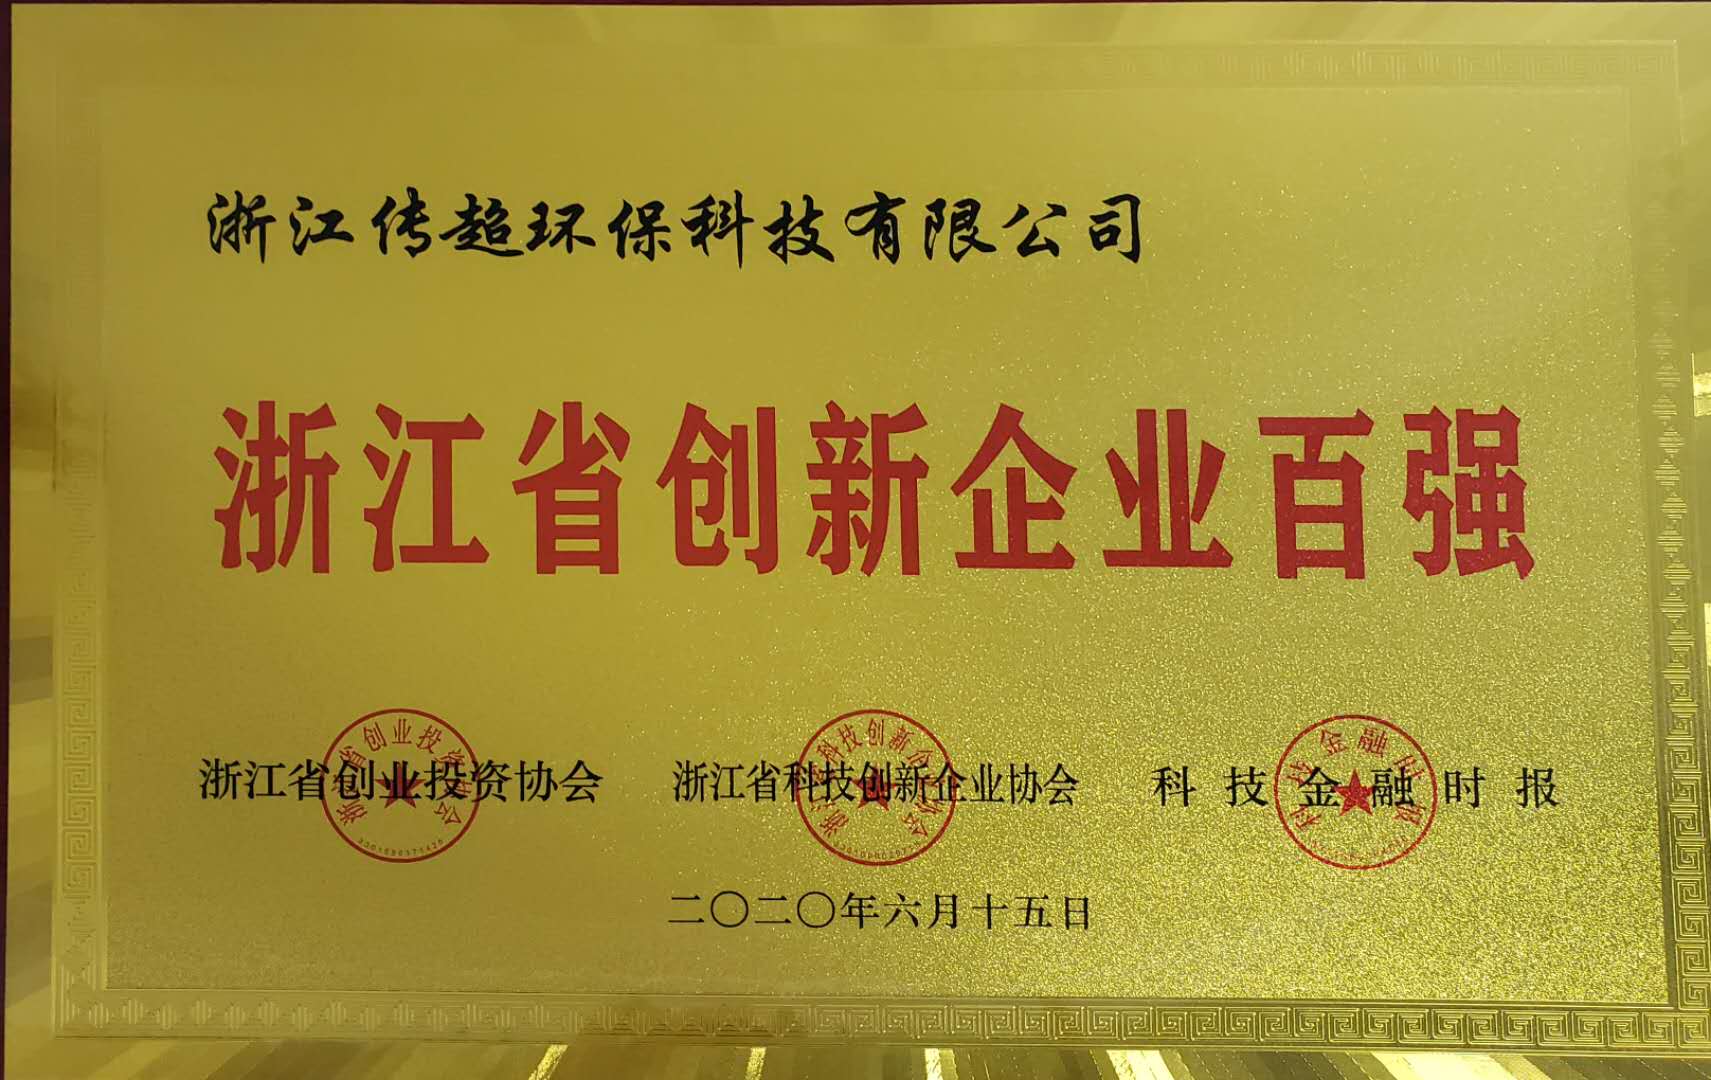 浙江传超环保科技有限公司
浙江省创新企业百强
浙江省创业投资协会 浙江省科技创新企业协会 科技金融时报
二〇二〇年六月十五日